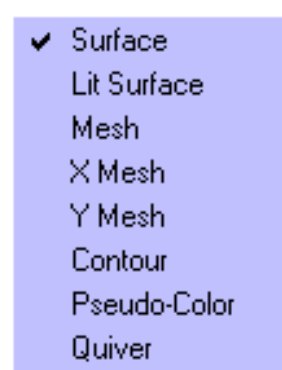 Surface
Lit Surface
Mesh
X Mesh
Y Mesh
Contour
Pseudo-Color
Quiver